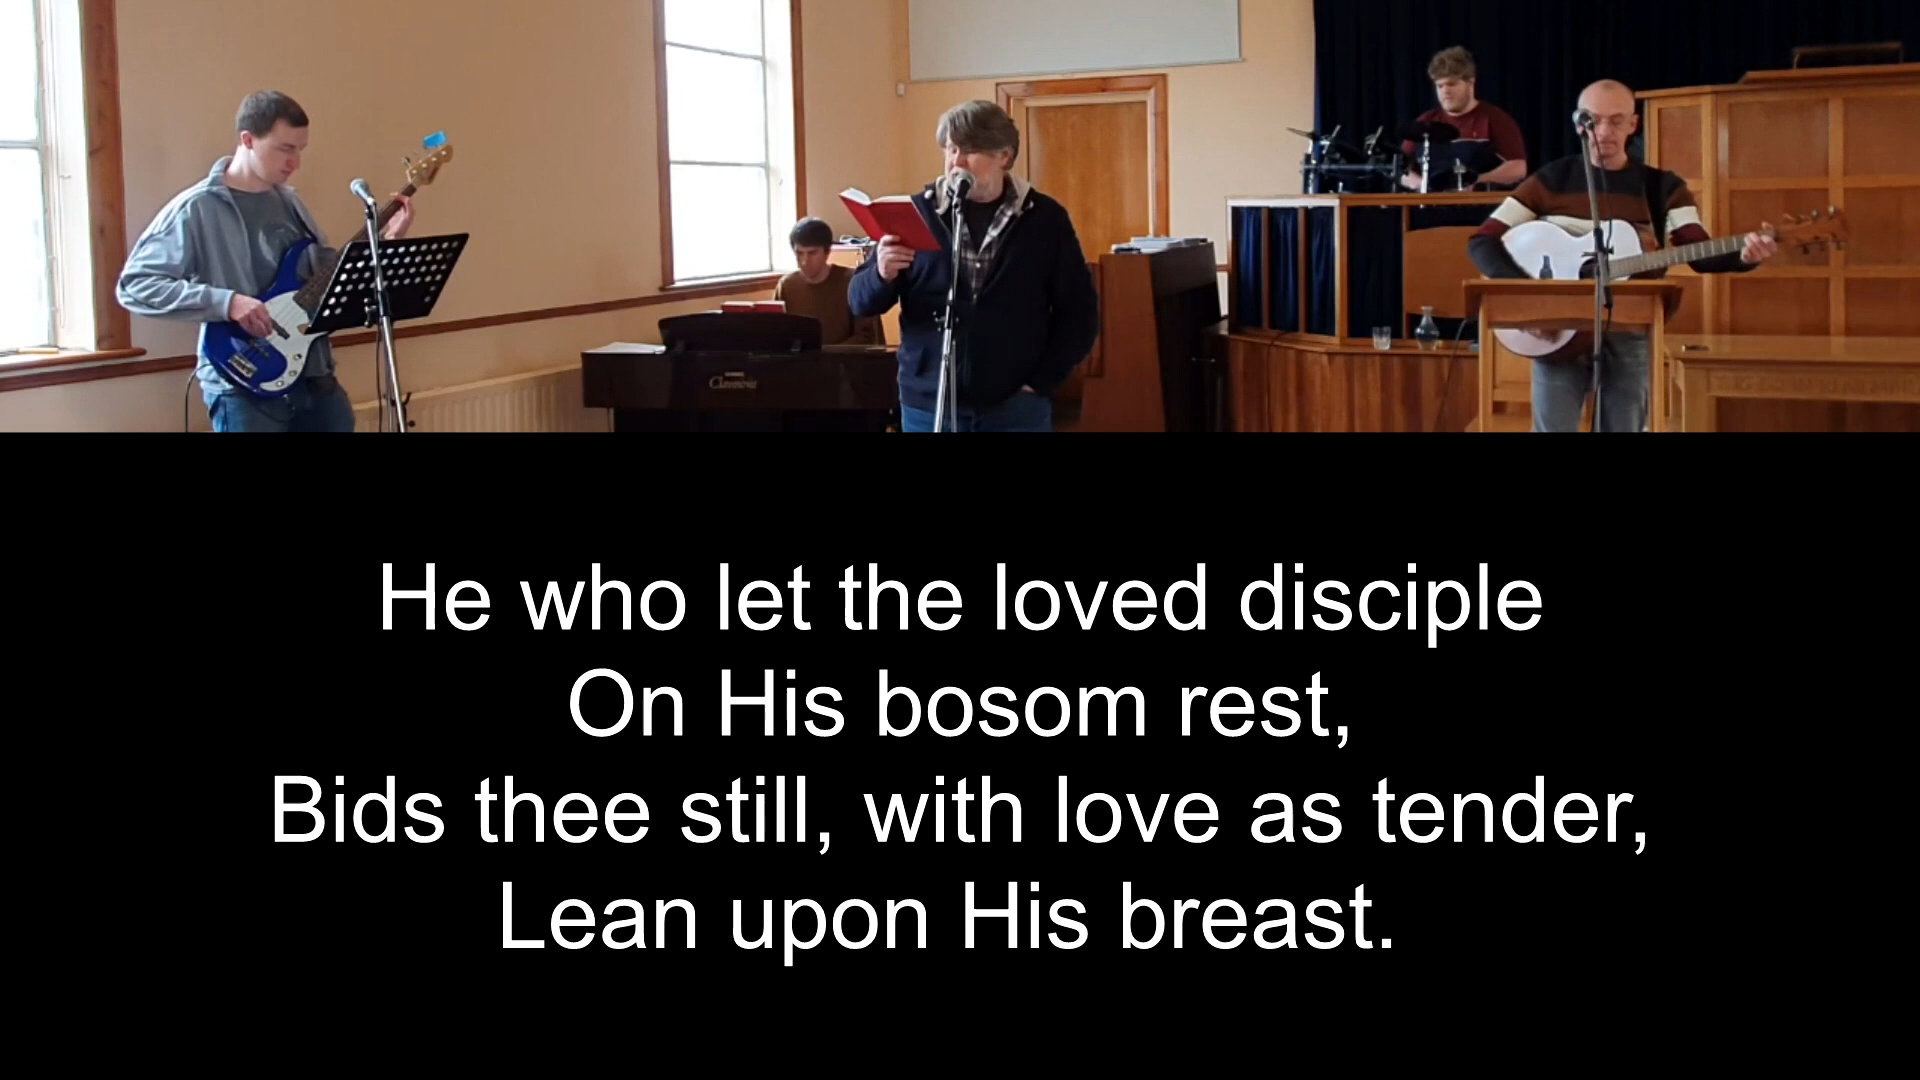 Clavinova
He who let the loved disciple
On His bosom rest,
Bids thee still, with love as tender,
Lean upon His breast.